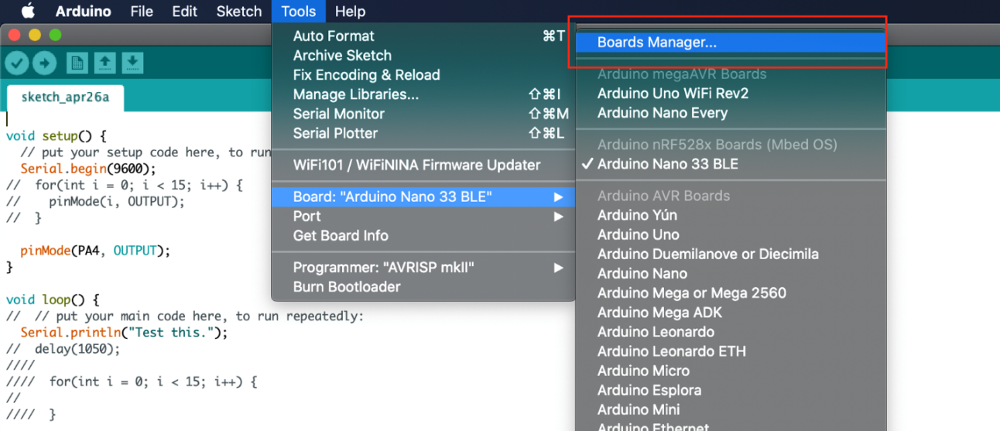 Arduino File Edit Sketch Tools Help
sketch_apr26a
void setup() {
  // put your setup code here, to run
  Serial.begin(9600);
//  for(int i = 0; i < 15; i++) {
//    pinMode(i, OUTPUT);
//  }
  pinMode(PA4, OUTPUT);
}
void loop() {
//  // put your main code here, to run repeatedly:
  Serial.println("Test this.");
//  delay(1050);
////
////  for(int i = 0; i < 15; i++) {
//
////  }
Auto Format ⌘T
Archive Sketch
Fix Encoding & Reload
Manage Libraries... ⇧⌘I
Serial Monitor ⇧⌘M
Serial Plotter ⇧⌘L
WiFi101 / WiFiNINA Firmware Updater
Board: "Arduino Nano 33 BLE"
Port
Get Board Info
Programmer: "AVRISP mkII"
Burn Bootloader
Boards Manager...
Arduino megaAVR Boards
Arduino Uno WiFi Rev2
Arduino Nano Every
Arduino nRF528x Boards (Mbed OS)
✓ Arduino Nano 33 BLE
Arduino AVR Boards
Arduino Yún
Arduino Uno
Arduino Duemilanove or Diecimila
Arduino Nano
Arduino Mega or Mega 2560
Arduino Mega ADK
Arduino Leonardo
Arduino Leonardo ETH
Arduino Micro
Arduino Esplora
Arduino Mini
Arduino Ethernet